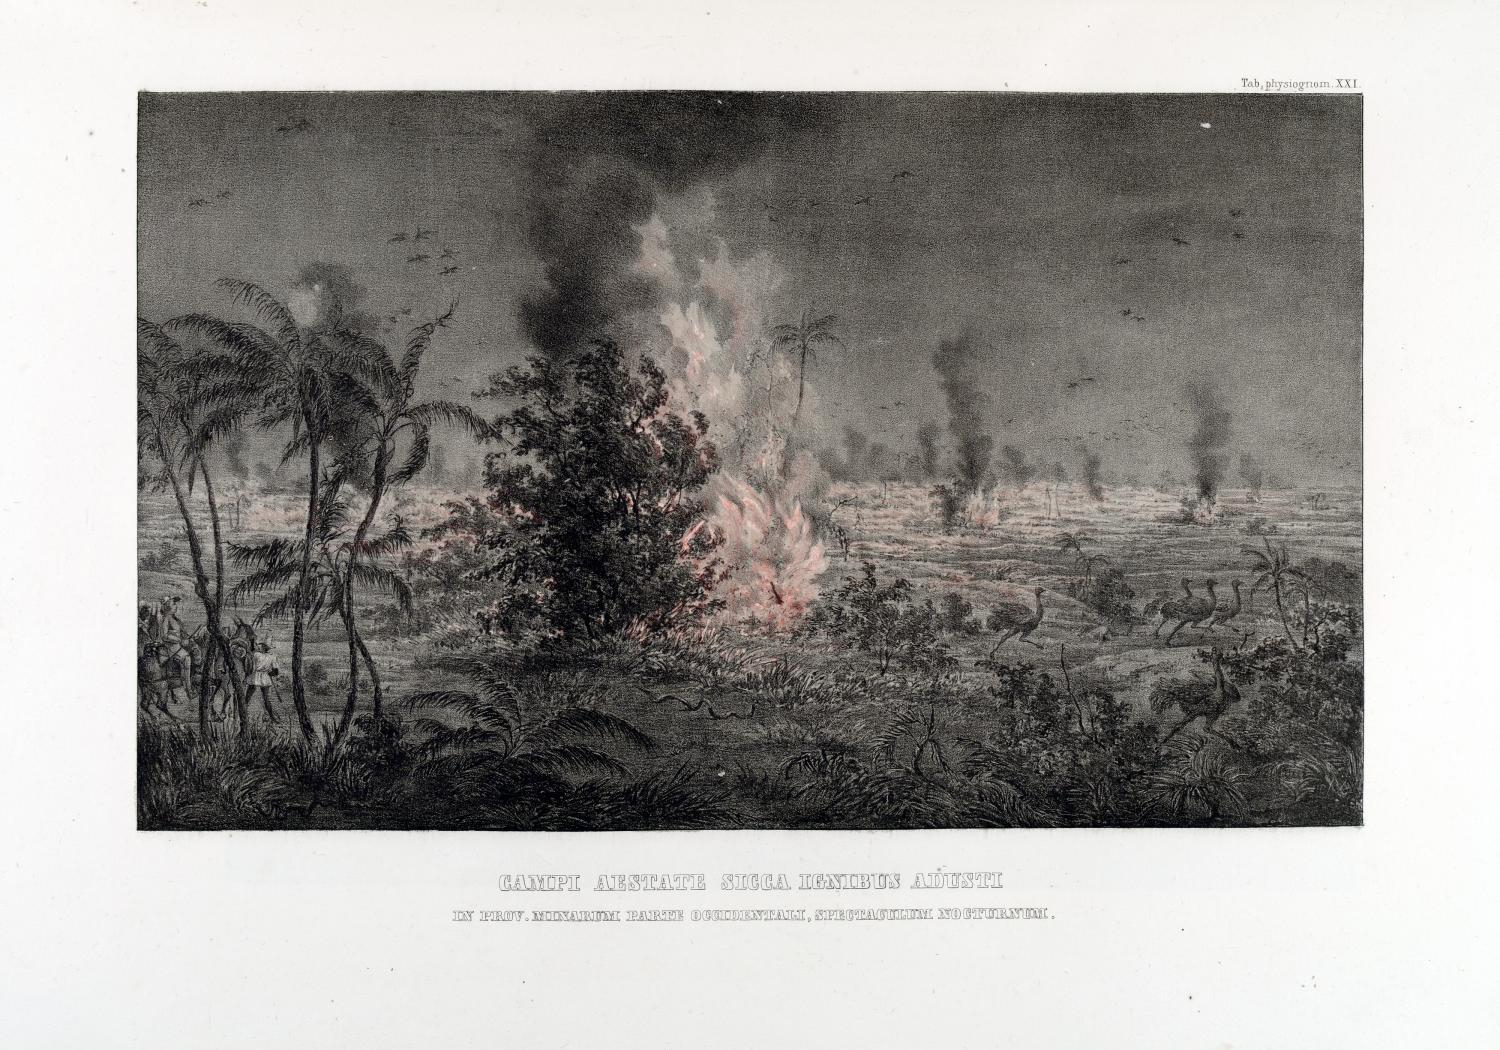 Tab. physiognom. XXI.
CAMPI AESTATE SICCA IGNIBUS ADUSTI
IN PROV. MINARUM PARTE OCCIDENTALI, SPECTACULUM NOCTURNUM.